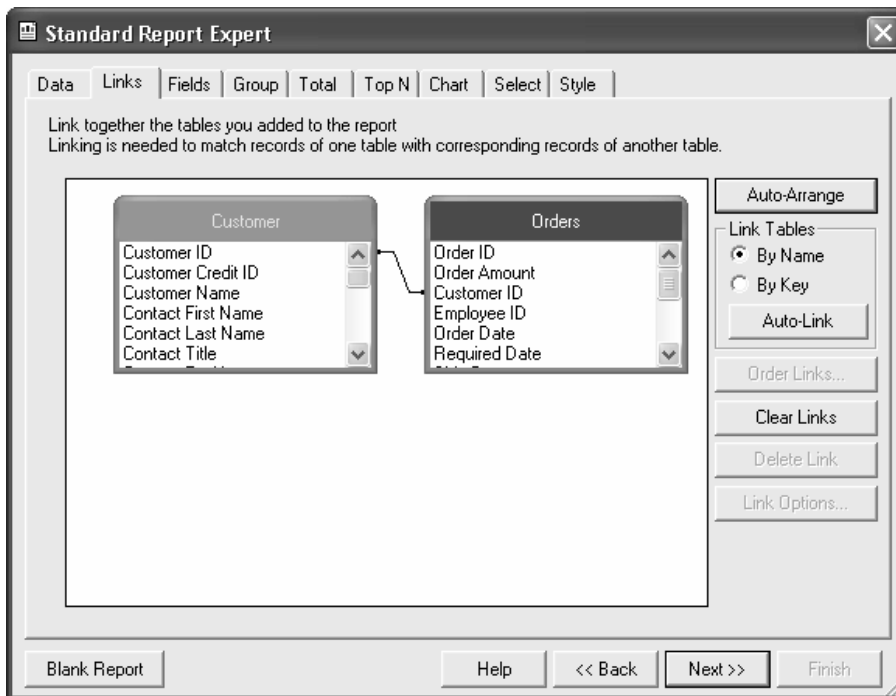 Standard Report Expert
Data Links Fields Group Total Top N Chart Select Style
Link together the tables you added to the report
Linking is needed to match records of one table with corresponding records of another table.
Customer
Customer ID
Customer Credit ID
Customer Name
Contact First Name
Contact Last Name
Contact Title
Orders
Order ID
Order Amount
Customer ID
Employee ID
Order Date
Required Date
Auto-Arrange
Link Tables
By Name
By Key
Auto-Link
Order Links...
Clear Links
Delete Link
Link Options...
Blank Report Help << Back Next >> Finish